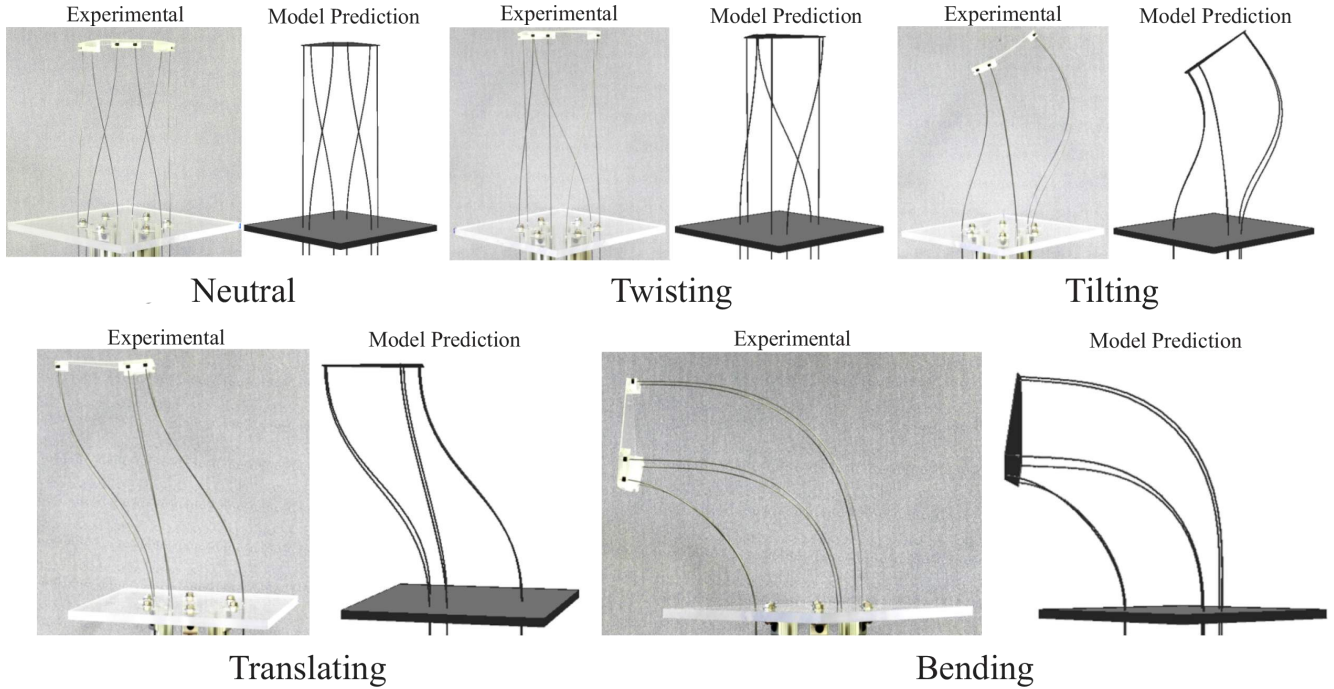 Experimental
Model Prediction
Experimental
Model Prediction
Experimental
Model Prediction
Neutral
Twisting
Tilting
Experimental
Model Prediction
Experimental
Model Prediction
Translating
Bending